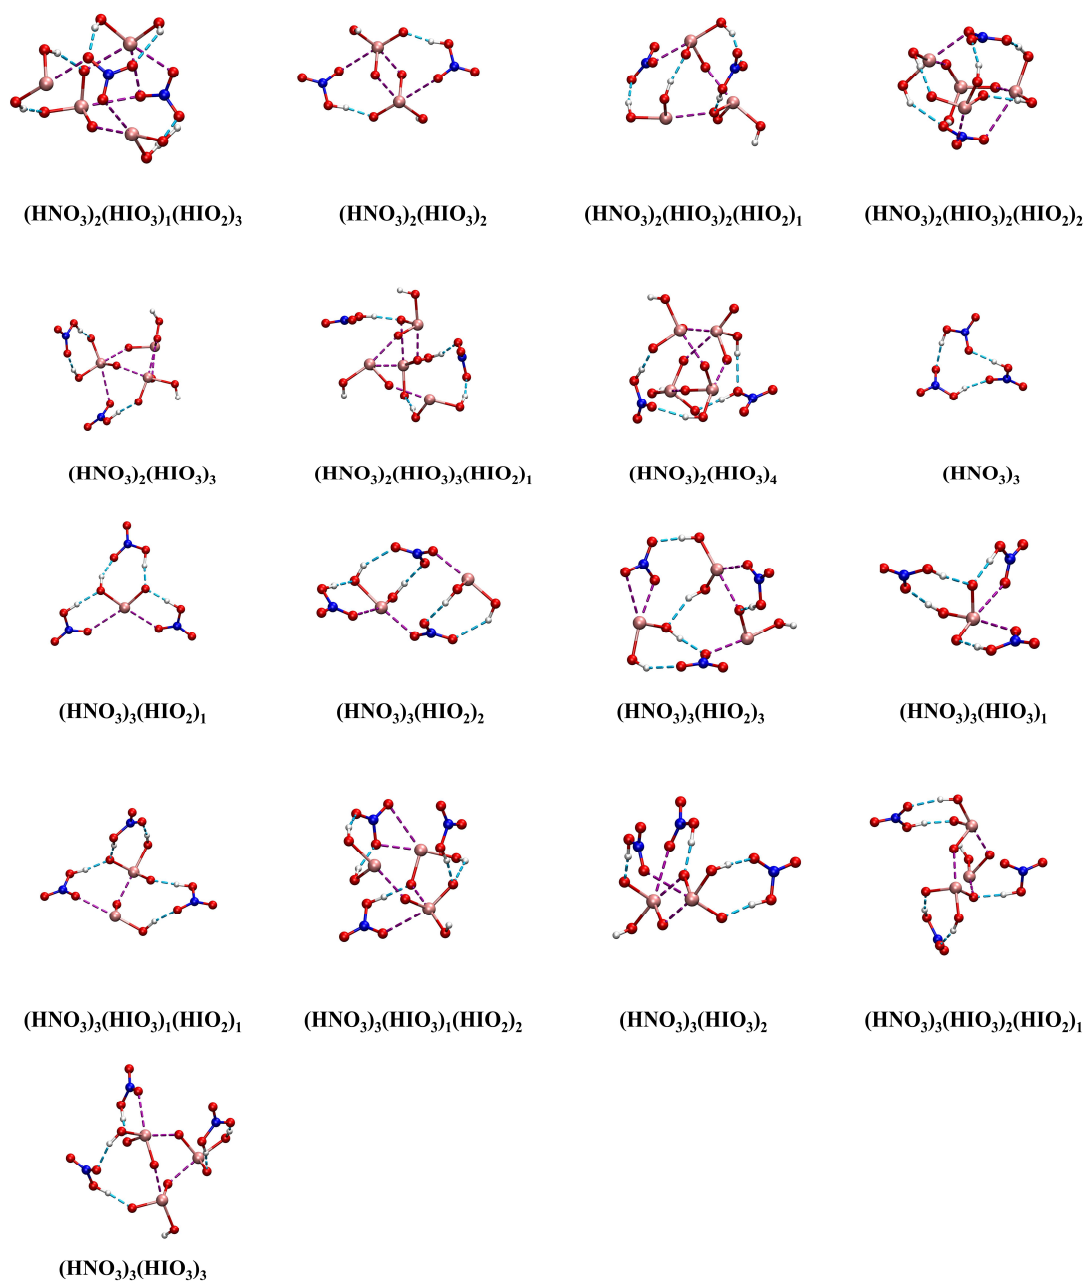 (HNO₃)₂(HIO₃)₁(HIO₂)₃ (HNO₃)₂(HIO₃)₂ (HNO₃)₂(HIO₃)₂(HIO₂)₁ (HNO₃)₂(HIO₃)₂(HIO₂)₂
(HNO₃)₂(HIO₃)₃ (HNO₃)₂(HIO₃)₃(HIO₂)₁ (HNO₃)₂(HIO₃)₄ (HNO₃)₃
(HNO₃)₃(HIO₂)₁ (HNO₃)₃(HIO₂)₂ (HNO₃)₃(HIO₂)₃ (HNO₃)₃(HIO₃)₁
(HNO₃)₃(HIO₃)₁(HIO₂)₁ (HNO₃)₃(HIO₃)₁(HIO₂)₂ (HNO₃)₃(HIO₃)₂ (HNO₃)₃(HIO₃)₂(HIO₂)₁
(HNO₃)₃(HIO₃)₃